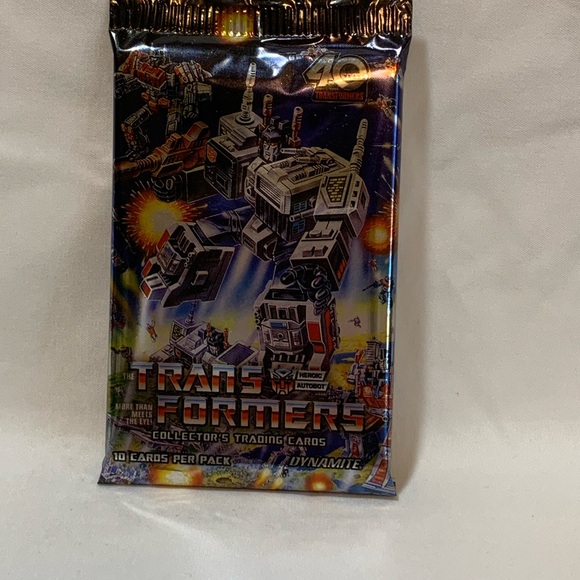 40
TRANSFORMERS
TRANS
FORMERS
HEROIC
AUTOBOT
MORE THAN
MEETS
THE EYE!
COLLECTOR'S TRADING CARDS
10 CARDS PER PACK
DYNAMITE